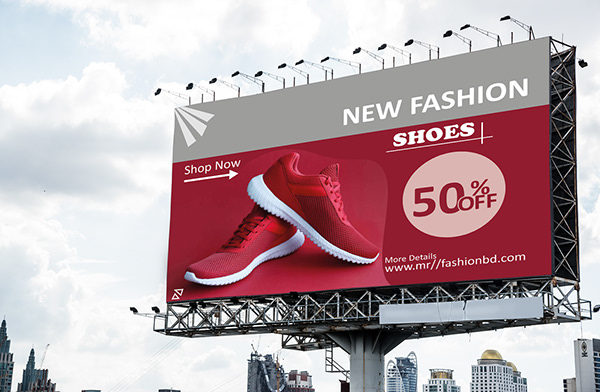 NEW FASHION
SHOES
Shop Now
50% OFF
More Details
www.mr//fashionbd.com